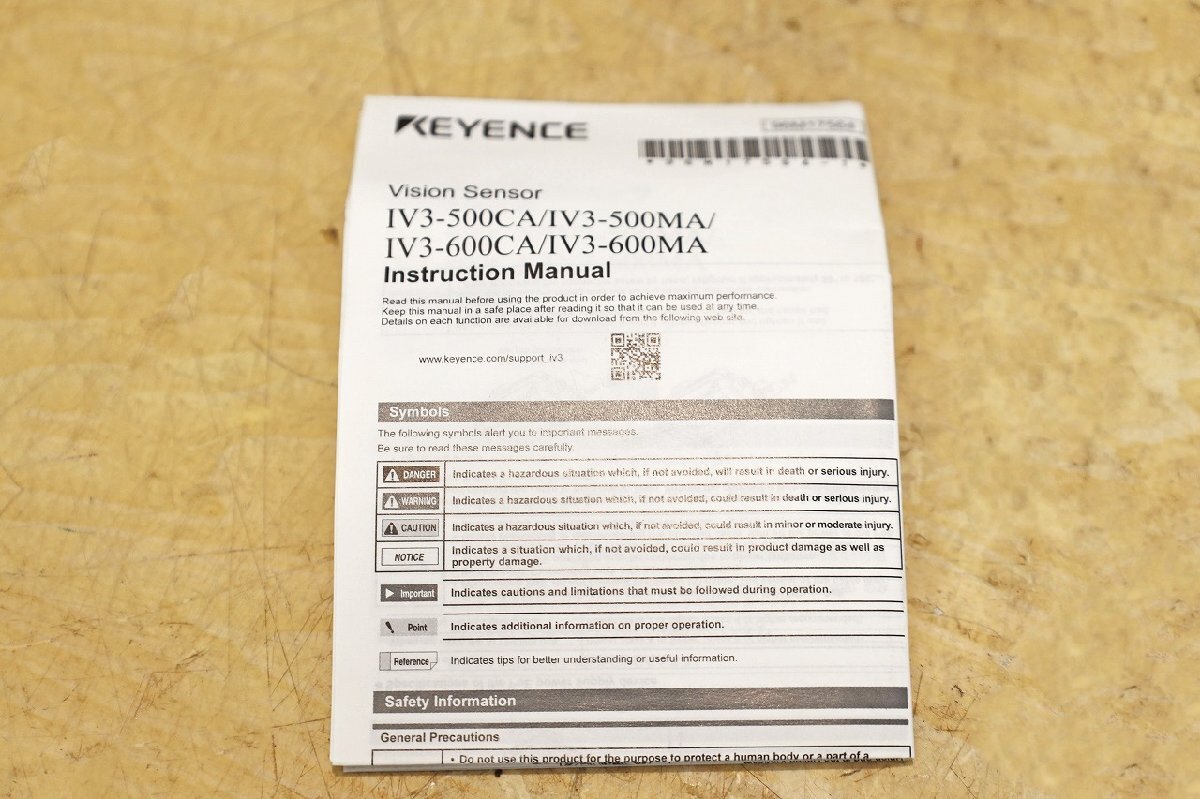 KEYENCE
Vision Sensor
IV3-500CA/IV3-500MA/
IV3-600CA/IV3-600MA
Instruction Manual
Read this manual before using the product in order to achieve maximum performance.
Keep this manual in a safe place after reading it so that it can be used at any time.
Details on each function are available for download from the following web site.
www.keyence.com/support_iv3
Symbols
The following symbols alert you to important messages.
Be sure to read these messages carefully.
DANGER Indicates a hazardous situation which, if not avoided, will result in death or serious injury.
WARNING Indicates a hazardous situation which, if not avoided, could result in death or serious injury.
CAUTION Indicates a hazardous situation which, if not avoided, could result in minor or moderate injury.
NOTICE Indicates a situation which, if not avoided, could result in product damage as well as
property damage.
Important Indicates cautions and limitations that must be followed during operation.
Point Indicates additional information on proper operation.
Reference Indicates tips for better understanding or useful information.
Safety Information
General Precautions
• Do not use this product for the purpose to protect a human body or a part of a